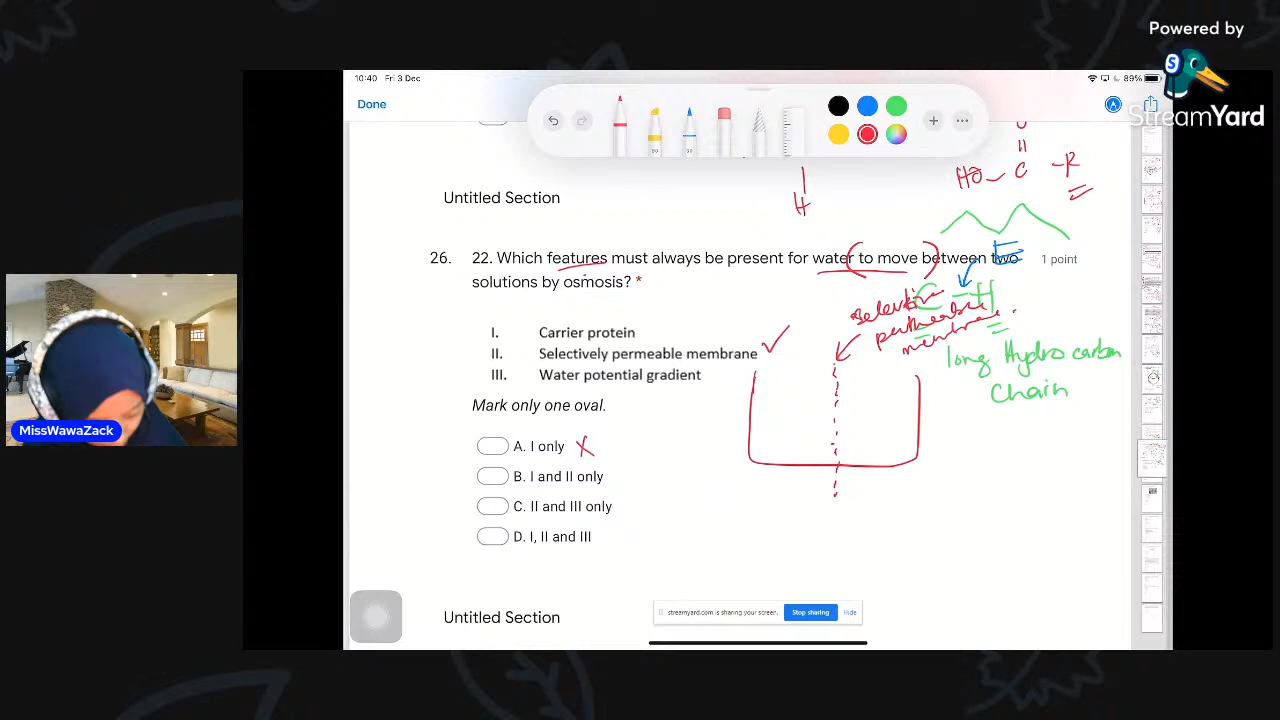 Powered by
StreamYard
10:40 Fri 3 Dec
89%
Done
Untitled Section
HO
C
R
H
26.
22. Which features must always be present for water to move between two
1 point
solutions by osmosis? *
C - H
selective
permeable
membrane.
I. Carrier protein
II. Selectively permeable membrane
III. Water potential gradient
long Hydrocarbon
chain
Mark only one oval.
A. I only
B. I and II only
C. II and III only
D. I, II and III
MissWawaZack
streamyard.com is sharing your screen.
Stop sharing
Hide
Untitled Section